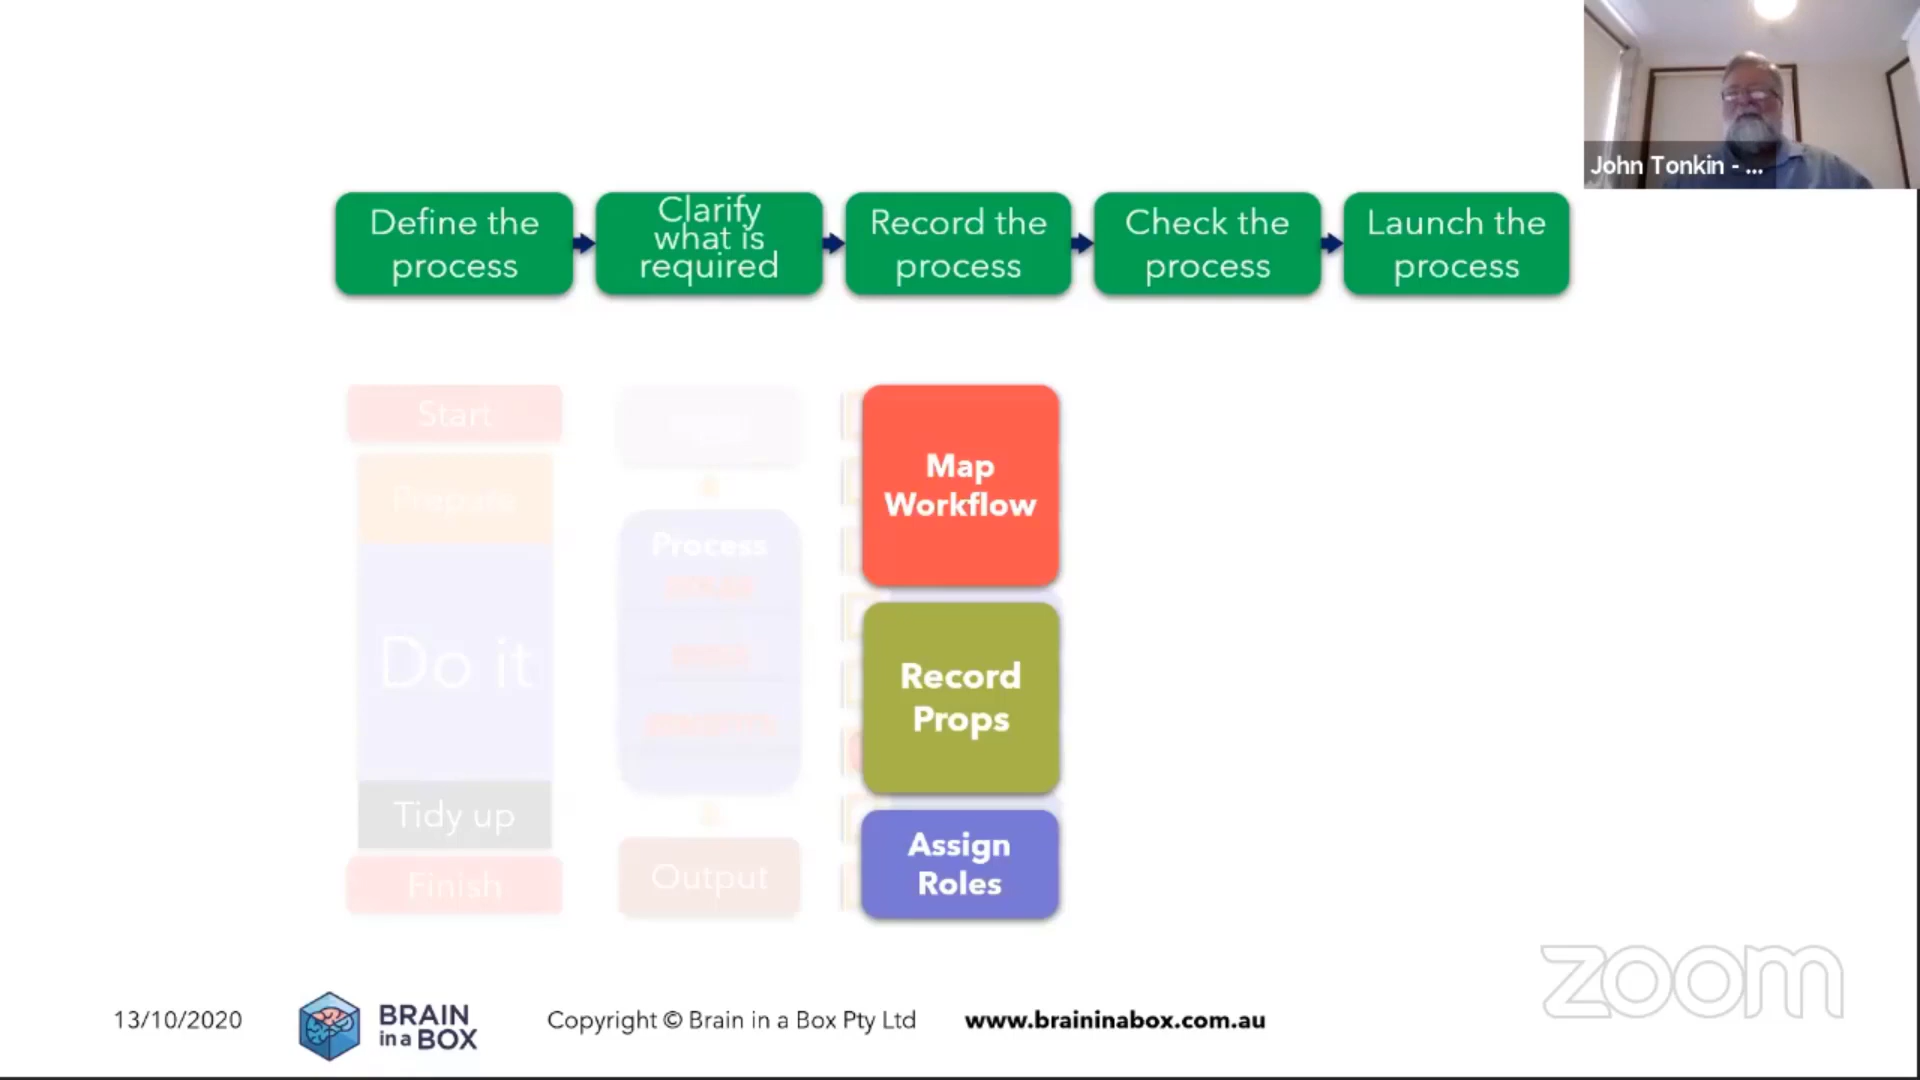 John Tonkin - ...
Define the
process
Clarify
what is
required
Record the
process
Check the
process
Launch the
process
Start
Prepare
Do it
Tidy up
Finish
Process
Output
Map
Workflow
Record
Props
Assign
Roles
zoom
13/10/2020
BRAIN
in a BOX
Copyright © Brain in a Box Pty Ltd
www.braininabox.com.au